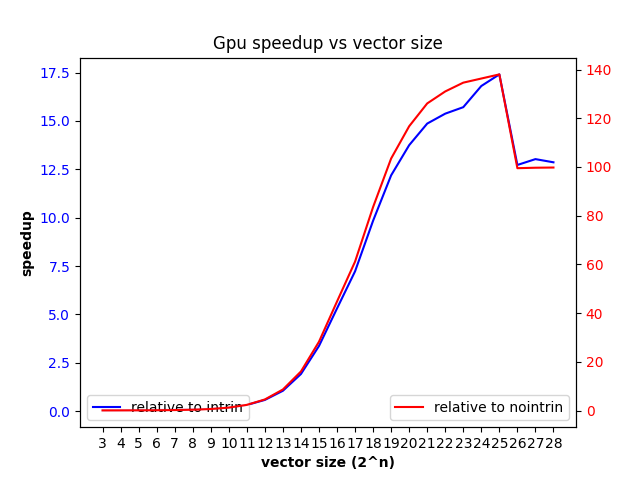 Gpu speedup vs vector size
17.5
15.0
12.5
10.0
7.5
5.0
2.5
0.0
speedup
140
120
100
80
60
40
20
0
relative to intrin
relative to nointrin
3 4 5 6 7 8 9 10 11 12 13 14 15 16 17 18 19 20 21 22 23 24 25 26 27 28
vector size (2^n)